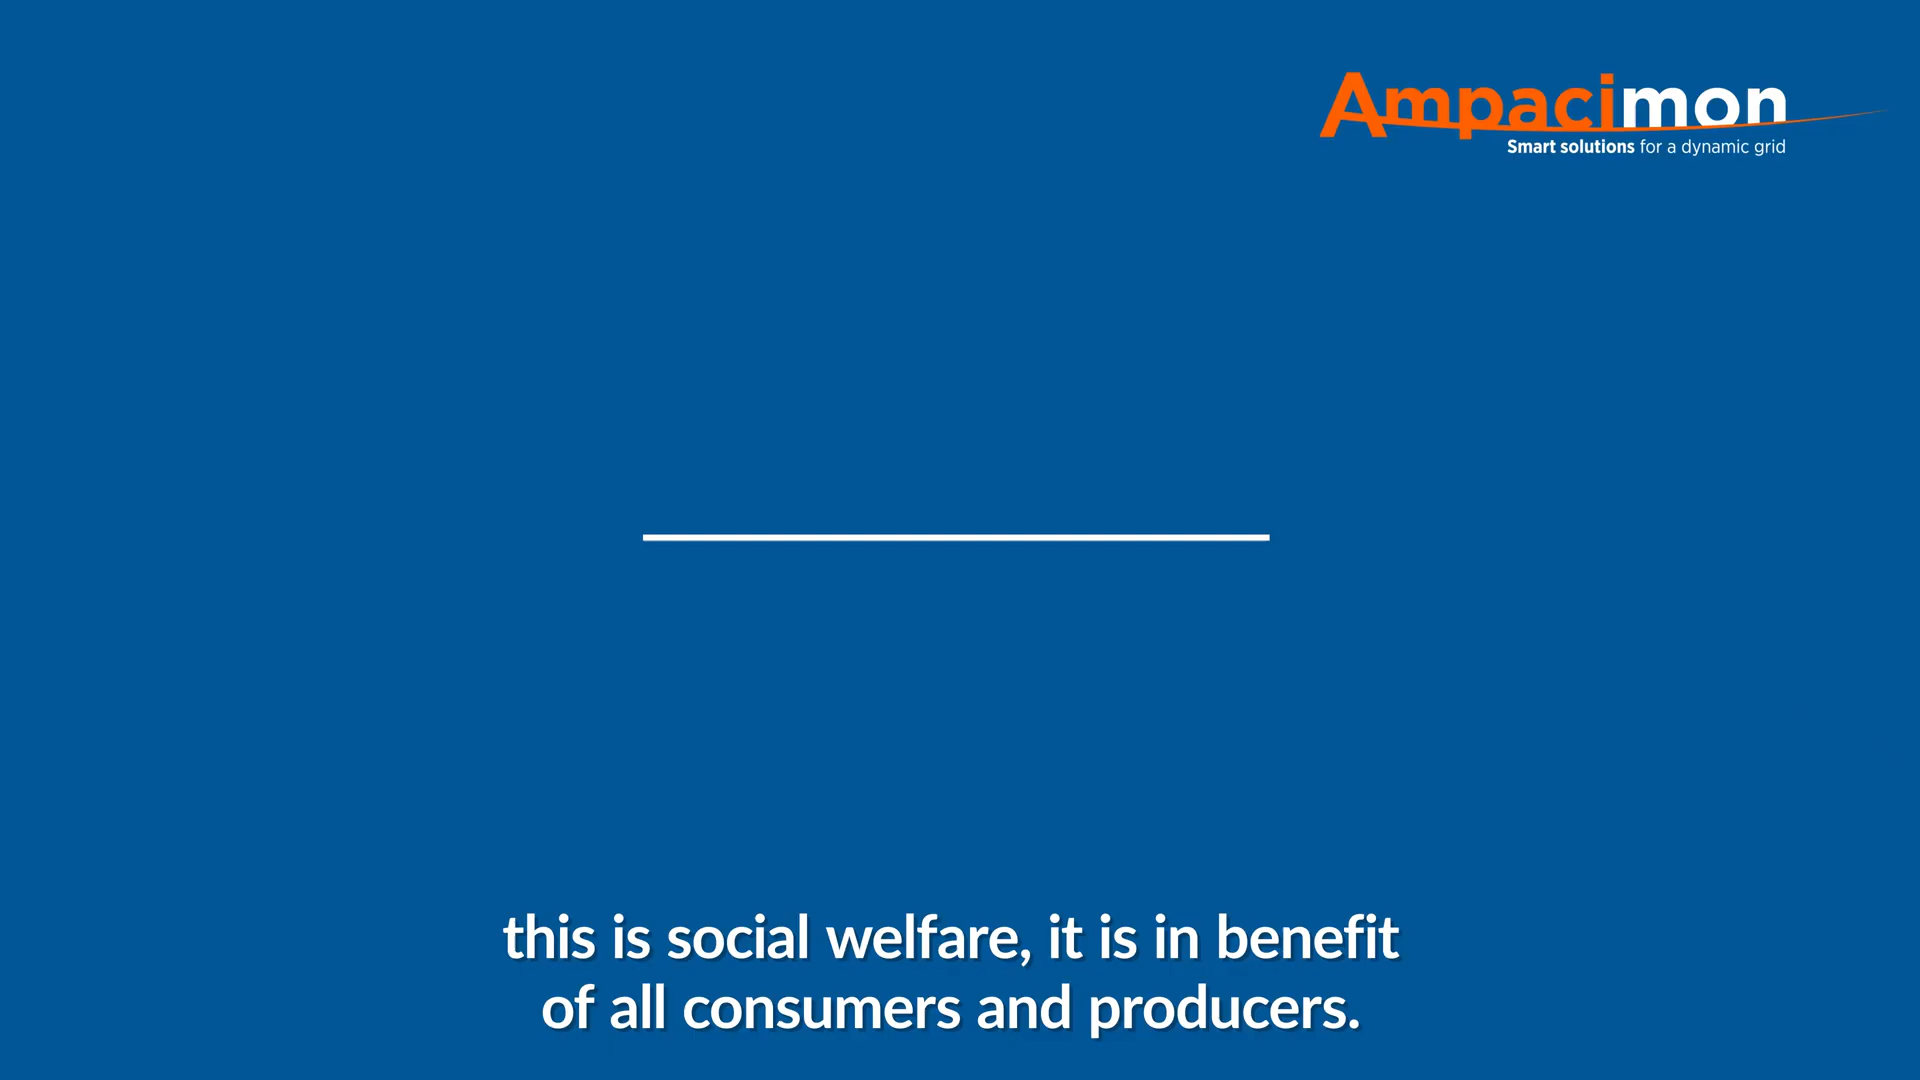 Ampacimon
Smart solutions for a dynamic grid
this is social welfare, it is in benefit
of all consumers and producers.